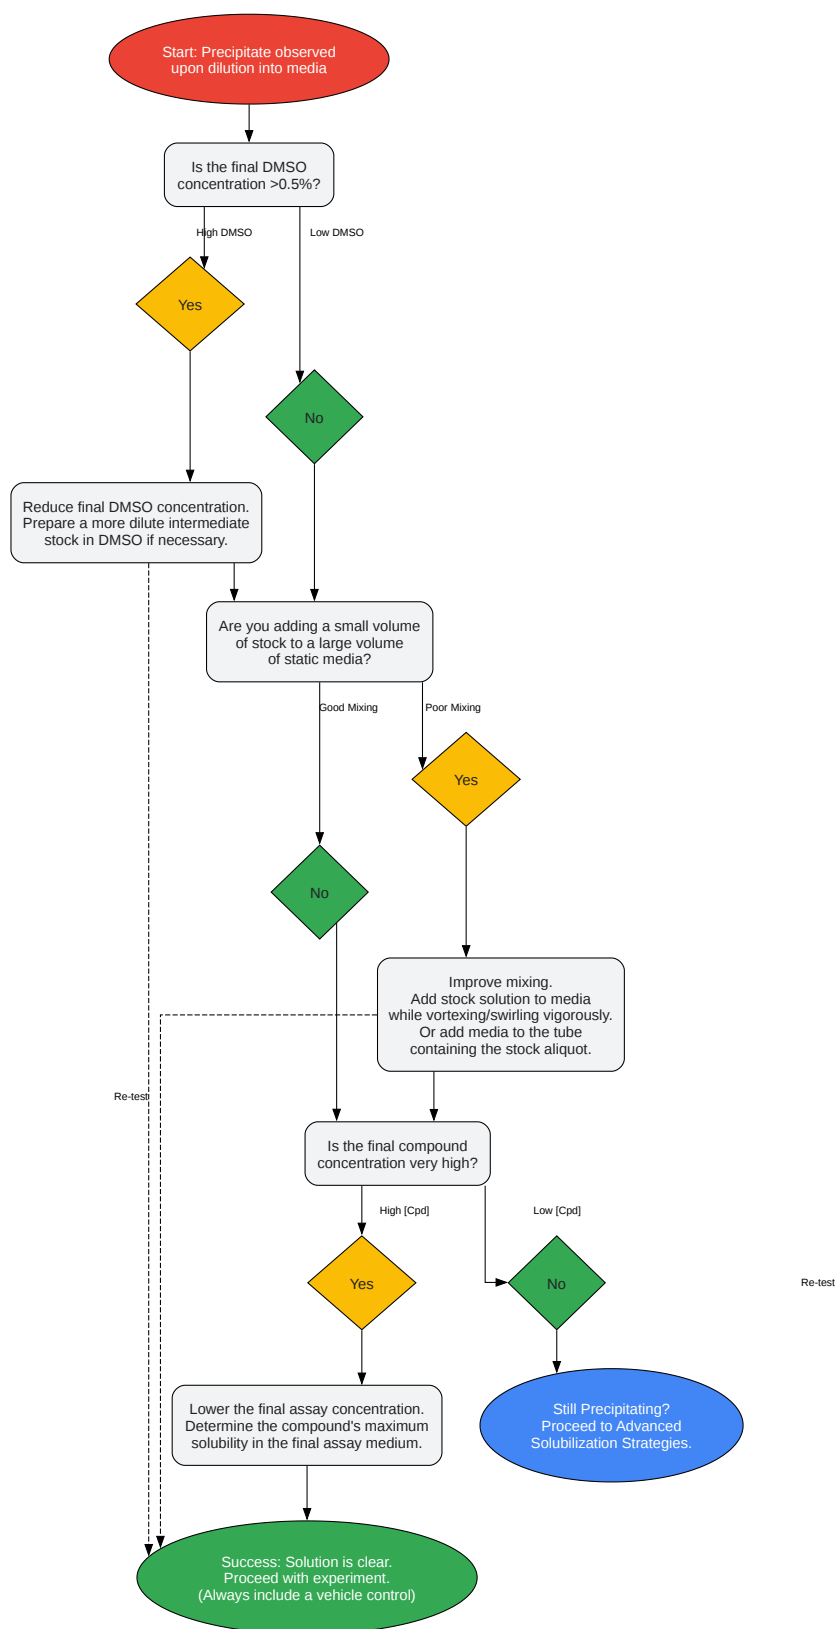 Start: Precipitate observed
upon dilution into media
Is the final DMSO
concentration >0.5%?
High DMSO
Low DMSO
Yes
No
Reduce final DMSO concentration.
Prepare a more dilute intermediate
stock in DMSO if necessary.
Are you adding a small volume
of stock to a large volume
of static media?
Good Mixing
Poor Mixing
Yes
No
Improve mixing.
Add stock solution to media
while vortexing/swirling vigorously.
Or add media to the tube
containing the stock aliquot.
Re-test
Is the final compound
concentration very high?
High [Cpd]
Low [Cpd]
Yes
No
Re-test
Lower the final assay concentration.
Determine the compound's maximum
solubility in the final assay medium.
Still Precipitating?
Proceed to Advanced
Solubilization Strategies.
Success: Solution is clear.
Proceed with experiment.
(Always include a vehicle control)